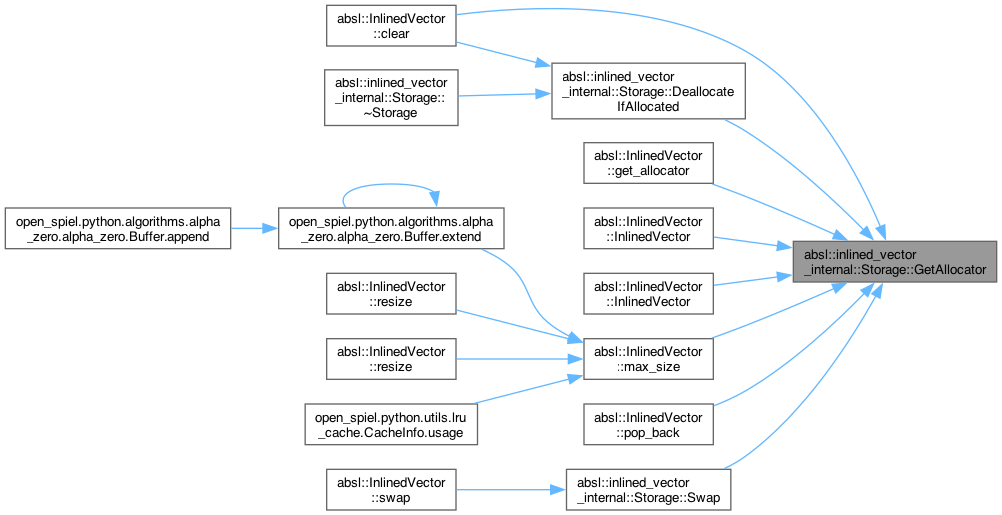 absl::InlinedVector
::clear
absl::inlined_vector
_internal::Storage::Deallocate
IfAllocated
absl::inlined_vector
_internal::Storage::
~Storage
absl::InlinedVector
::get_allocator
open_spiel.python.algorithms.alpha
_zero.alpha_zero.Buffer.append
open_spiel.python.algorithms.alpha
_zero.alpha_zero.Buffer.extend
absl::InlinedVector
::InlinedVector
absl::inlined_vector
_internal::Storage::GetAllocator
absl::InlinedVector
::resize
absl::InlinedVector
::InlinedVector
absl::InlinedVector
::resize
absl::InlinedVector
::max_size
open_spiel.python.utils.lru
_cache.CacheInfo.usage
absl::InlinedVector
::pop_back
absl::InlinedVector
::swap
absl::inlined_vector
_internal::Storage::Swap